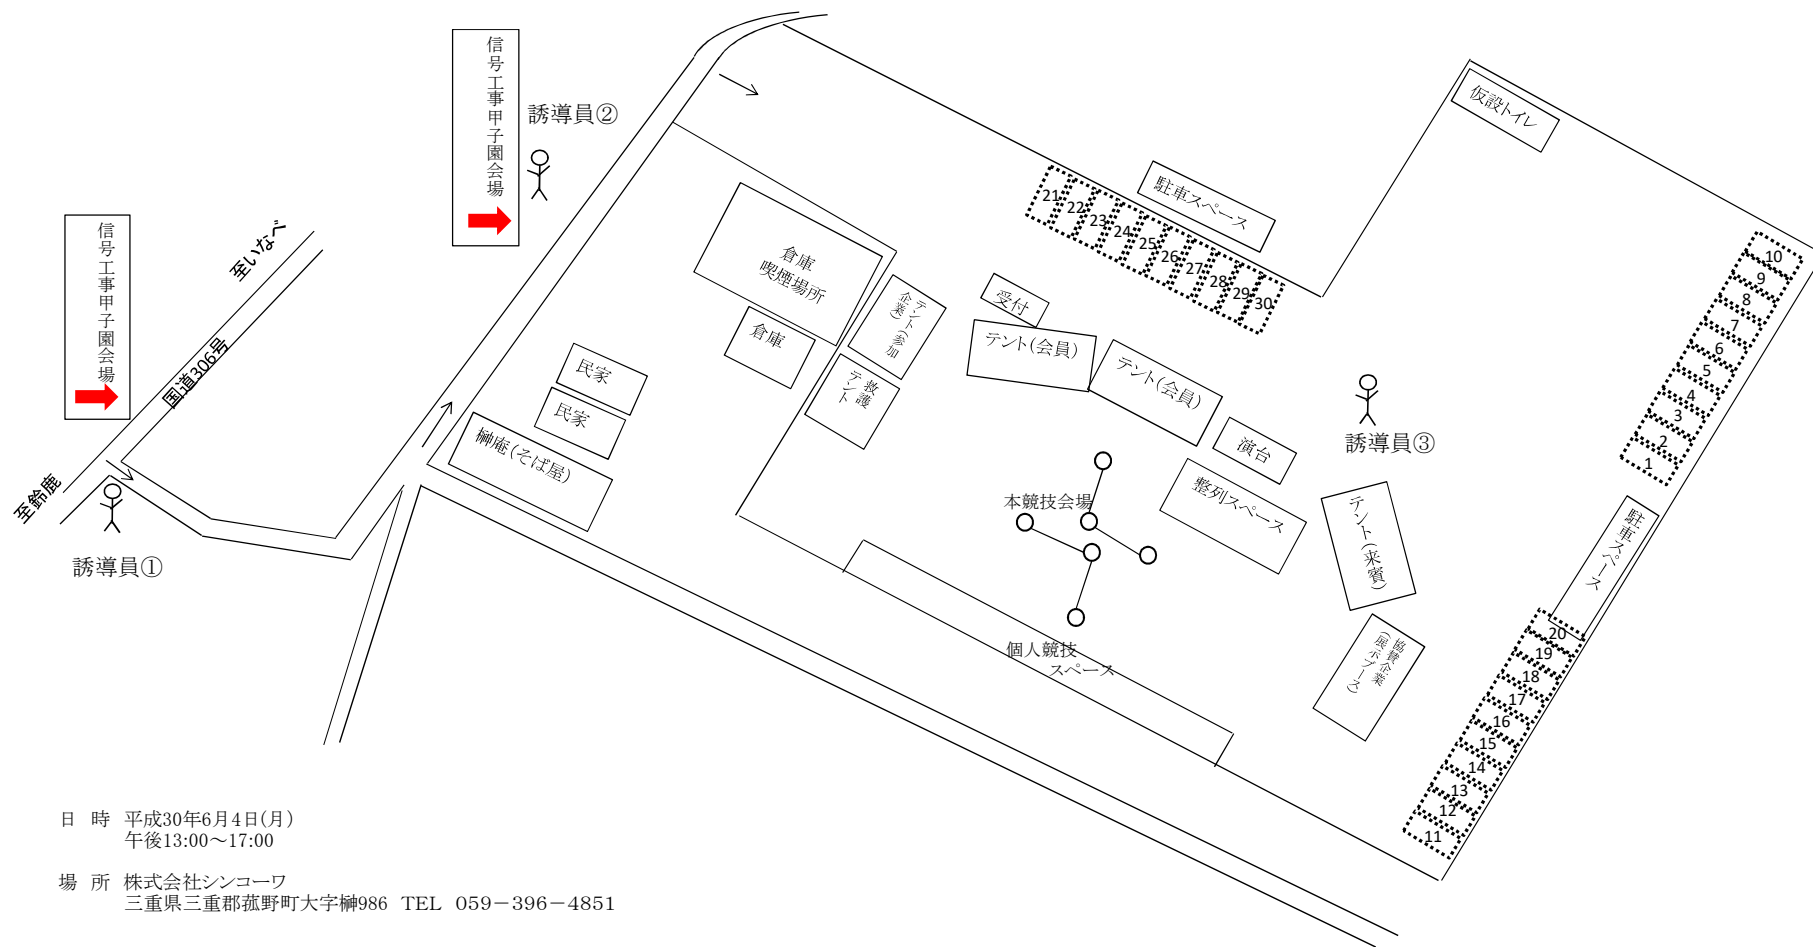 信号工事甲子園会場
誘導員②
信号工事甲子園会場
至いなべ
国道306号
至鈴鹿
誘導員①
仮設トイレ
駐車スペース
21
22
23
24
25
26
27
28
29
30
10
9
8
7
6
5
4
3
2
1
倉庫
喫煙場所
倉庫
テント(参加
企業)
救護
テント
受付
テント(会員)
テント(会員)
民家
民家
榊庵(そば屋)
演台
誘導員③
整列スペース
本競技会場
テント(来賓)
駐車スペース
個人競技
スペース
協賛企業
(展示ブース)
20
19
18
17
16
15
14
13
12
11
日 時 平成30年6月4日(月)
午後13:00~17:00
場 所 株式会社シンコーワ
三重県三重郡菰野町大字榊986 TEL 059-396-4851